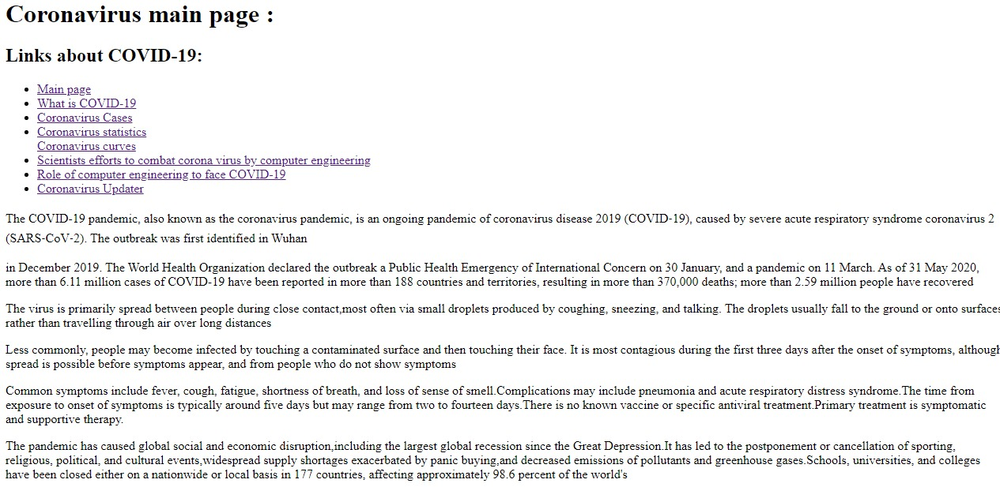 Coronavirus main page :
Links about COVID-19:
Main page
What is COVID-19
Coronavirus Cases
Coronavirus statistics
Coronavirus curves
Scientists efforts to combat corona virus by computer engineering
Role of computer engineering to face COVID-19
Coronavirus Updater
The COVID-19 pandemic, also known as the coronavirus pandemic, is an ongoing pandemic of coronavirus disease 2019 (COVID-19), caused by severe acute respiratory syndrome coronavirus 2
(SARS-CoV-2). The outbreak was first identified in Wuhan
in December 2019. The World Health Organization declared the outbreak a Public Health Emergency of International Concern on 30 January, and a pandemic on 11 March. As of 31 May 2020,
more than 6.11 million cases of COVID-19 have been reported in more than 188 countries and territories, resulting in more than 370,000 deaths; more than 2.59 million people have recovered
The virus is primarily spread between people during close contact,most often via small droplets produced by coughing, sneezing, and talking. The droplets usually fall to the ground or onto surfaces
rather than travelling through air over long distances
Less commonly, people may become infected by touching a contaminated surface and then touching their face. It is most contagious during the first three days after the onset of symptoms, although
spread is possible before symptoms appear, and from people who do not show symptoms
Common symptoms include fever, cough, fatigue, shortness of breath, and loss of sense of smell.Complications may include pneumonia and acute respiratory distress syndrome.The time from
exposure to onset of symptoms is typically around five days but may range from two to fourteen days.There is no known vaccine or specific antiviral treatment.Primary treatment is symptomatic
and supportive therapy.
The pandemic has caused global social and economic disruption,including the largest global recession since the Great Depression.It has led to the postponement or cancellation of sporting,
religious, political, and cultural events,widespread supply shortages exacerbated by panic buying,and decreased emissions of pollutants and greenhouse gases.Schools, universities, and colleges
have been closed either on a nationwide or local basis in 177 countries, affecting approximately 98.6 percent of the world's